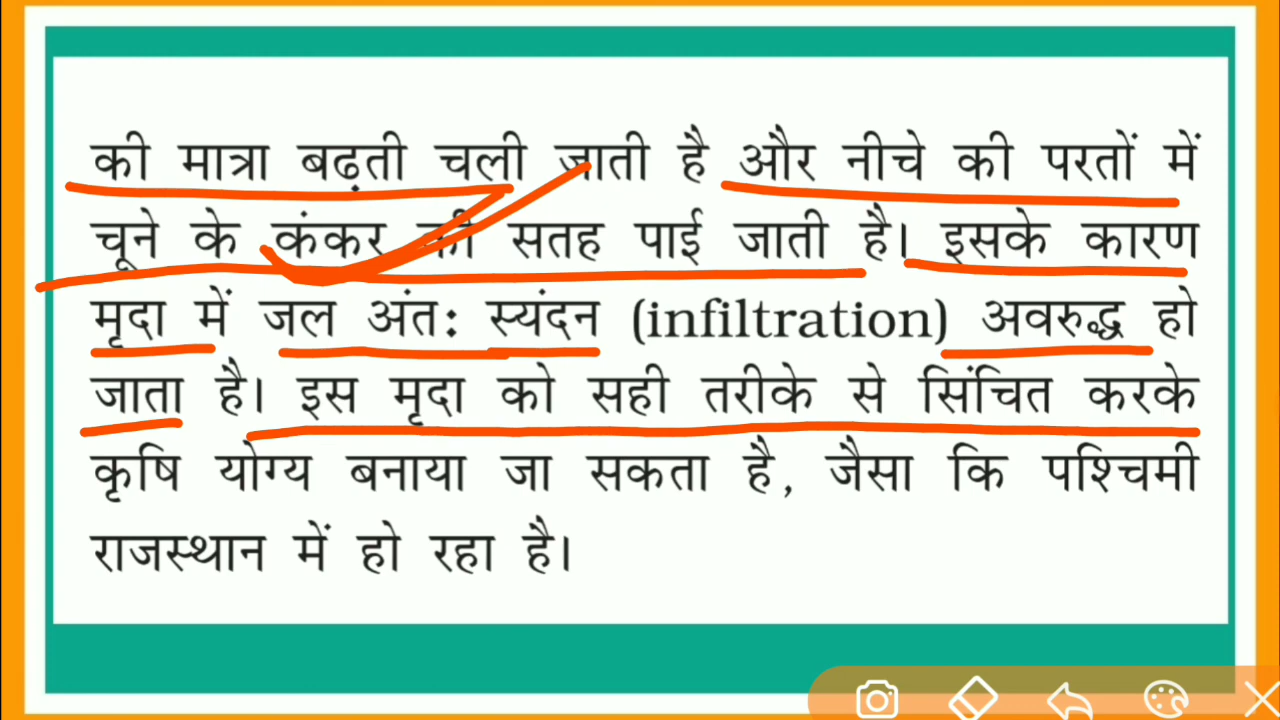 की मात्रा बढ़ती चली जाती है और नीचे की परतों में
चूने के कंकर की सतह पाई जाती है। इसके कारण
मृदा में जल अंतः स्यंदन (infiltration) अवरुद्ध हो
जाता है। इस मृदा को सही तरीके से सिंचित करके
कृषि योग्य बनाया जा सकता है, जैसा कि पश्चिमी
राजस्थान में हो रहा है।